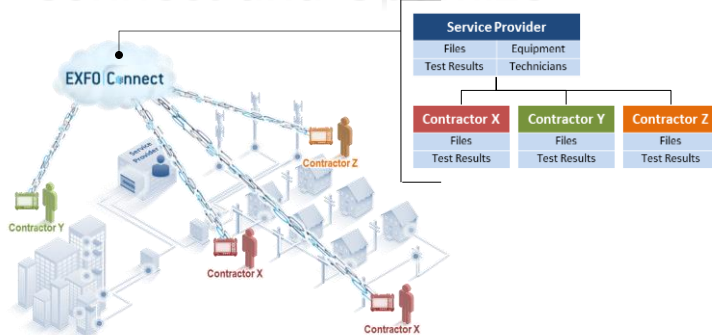 EXFO Connect
Service Provider
Files
Equipment
Test Results
Technicians
Contractor X
Contractor Y
Contractor Z
Files
Files
Files
Test Results
Test Results
Test Results
Service Provider
Contractor Z
Contractor Y
Contractor X
Contractor X